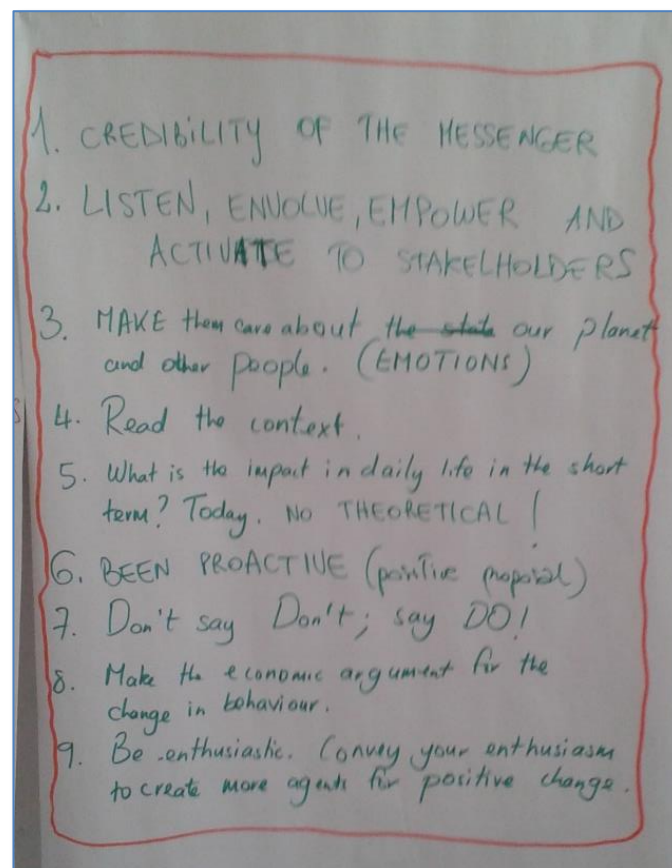 1. CREDIBILITY OF THE MESSENGER
2. LISTEN, ENVOLVE, EMPOWER AND
ACTIVATE TO STAKELHOLDERS
3. MAKE them care about the state our planet
and other people. (EMOTIONS)
4. Read the context.
5. What is the impact in daily life in the short
term? Today. NO THEORETICAL!
6. BEEN PROACTIVE (positive proposal)
7. Don't say Don't; say DO!
8. Make the economic argument for the
change in behaviour.
9. Be enthusiastic. Convey your enthusiasm
to create more agents for positive change.